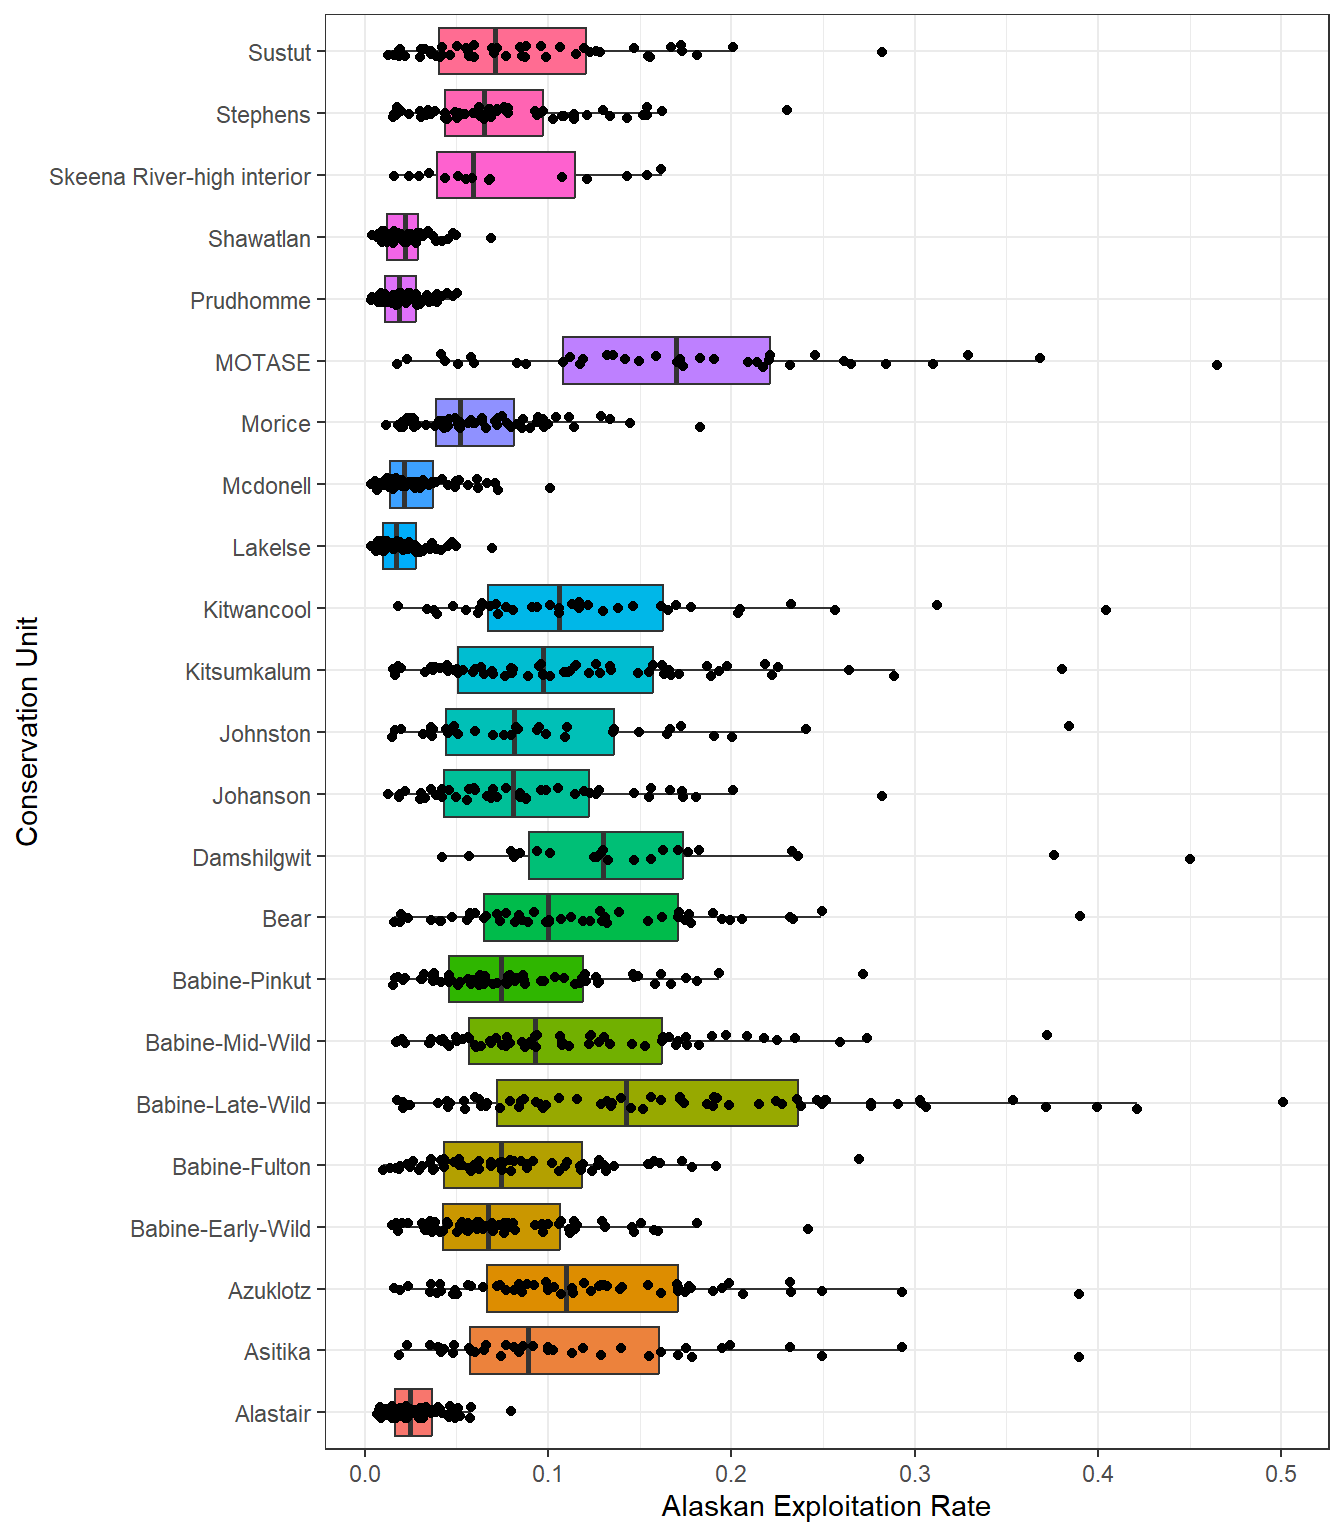 Sustut
Stephens
Skeena River-high interior
Shawatlan
Prudhomme
MOTASE
Morice
Mcdonell
Lakelse
Kitwancool
Kitsumkalum
Johnston
Johanson
Damshilgwit
Bear
Babine-Pinkut
Babine-Mid-Wild
Babine-Late-Wild
Babine-Fulton
Babine-Early-Wild
Azuklotz
Asitika
Alastair
Conservation Unit
0.0 0.1 0.2 0.3 0.4 0.5
Alaskan Exploitation Rate